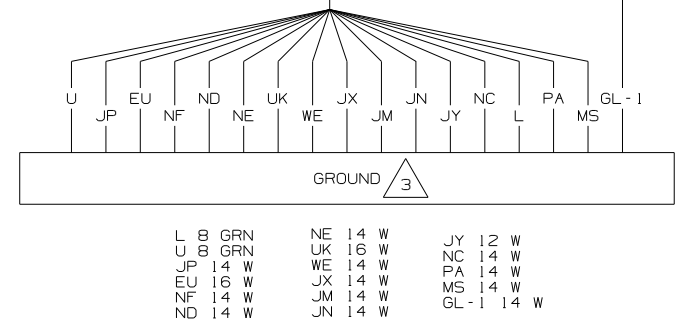 U EU ND UK JX JN NC PA GL-1
JP NF NE WE JM JY L MS
GROUND 3
L 8 GRN
U 8 GRN
JP 14 W
EU 16 W
NF 14 W
ND 14 W
NE 14 W
UK 16 W
WE 14 W
JX 14 W
JM 14 W
JN 14 W
JY 12 W
NC 14 W
PA 14 W
MS 14 W
GL-1 14 W